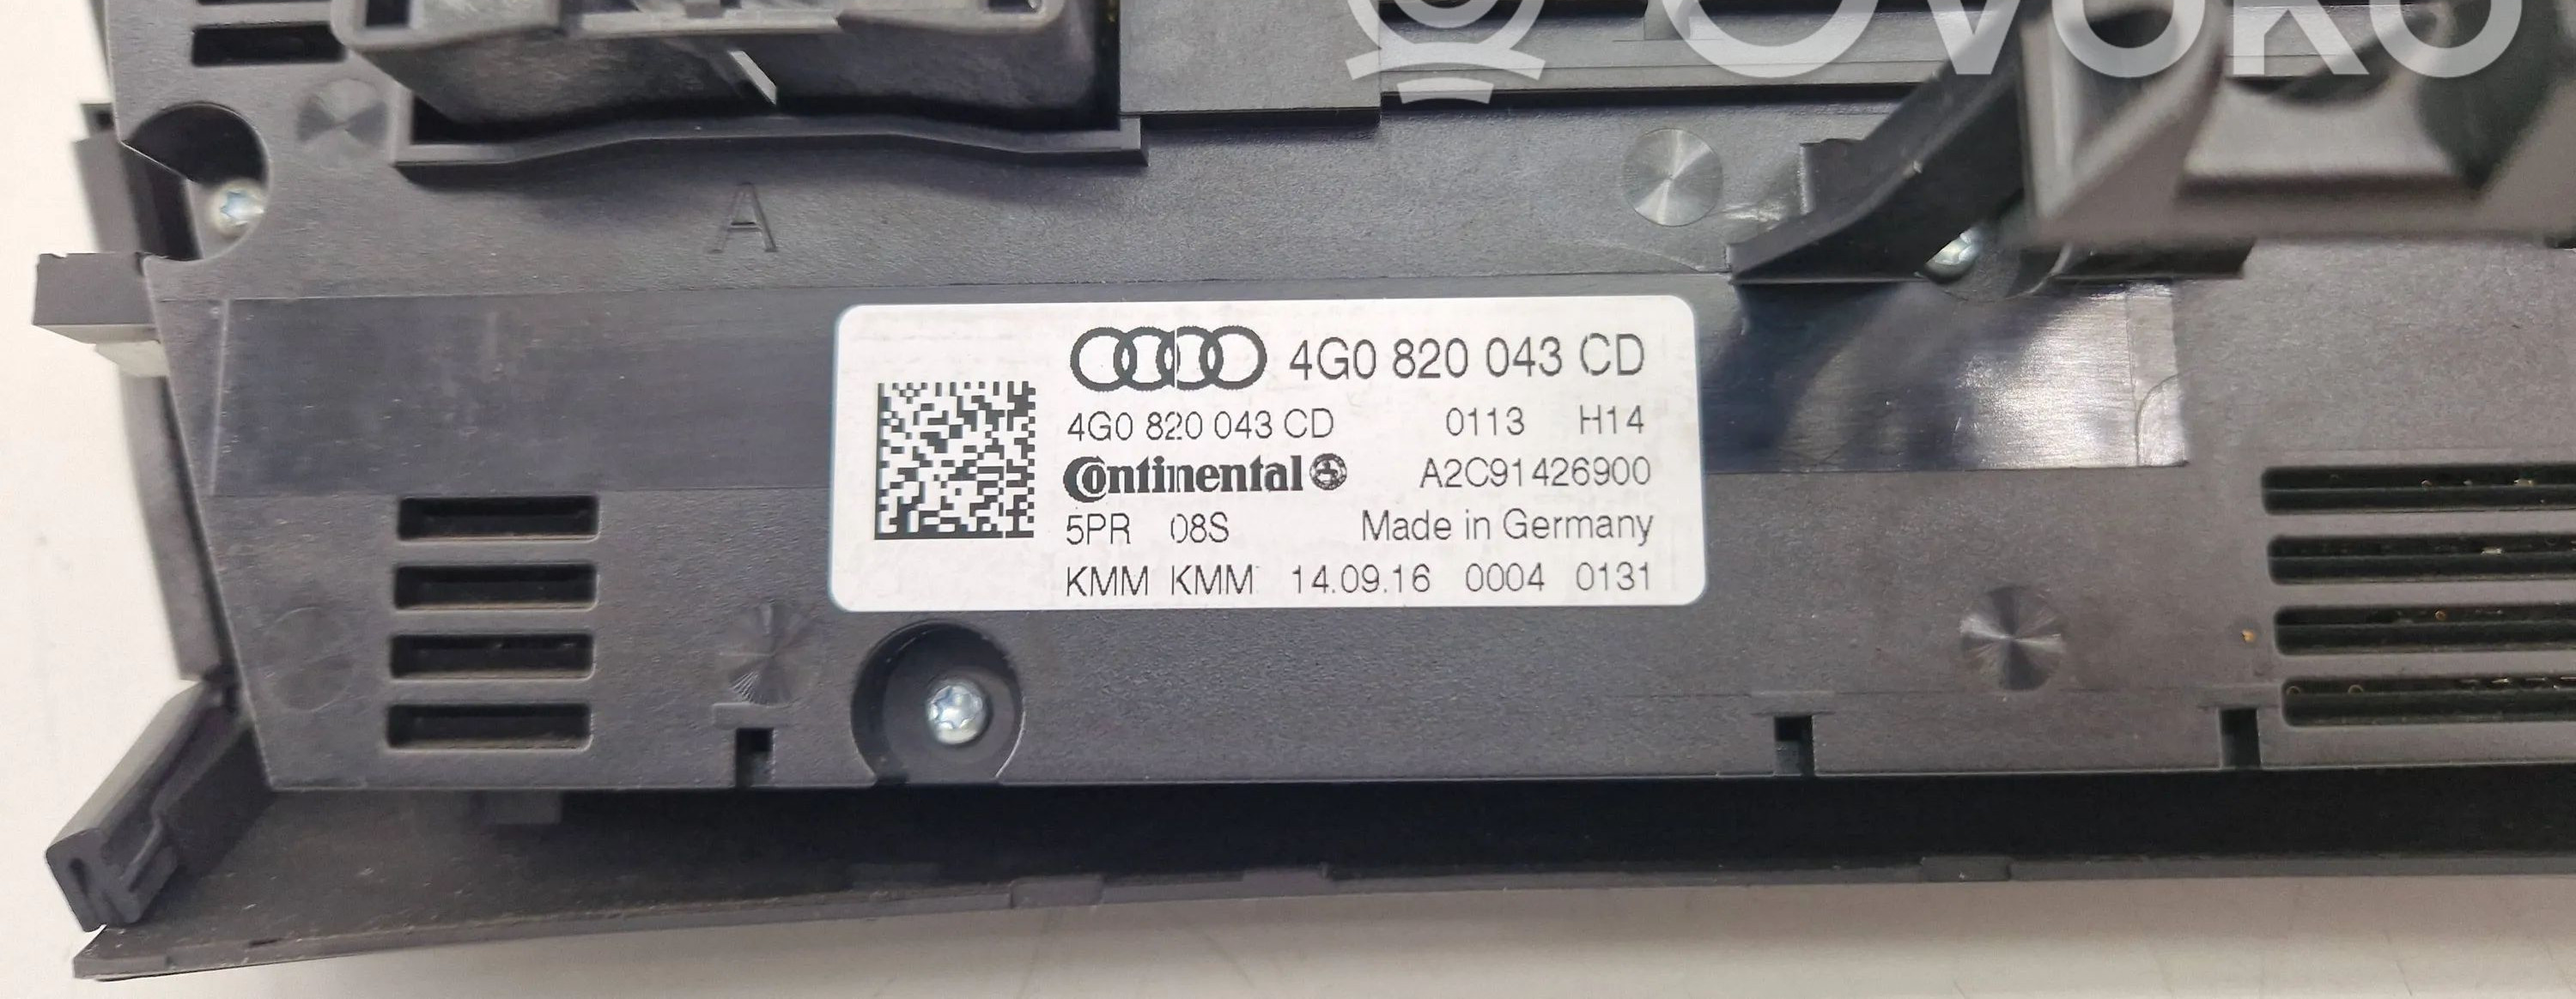 OVOKO
A
4G0 820 043 CD
4G0 820 043 CD 0113 H14
Continental A2C91426900
5PR 08S Made in Germany
KMM KMM 14.09.16 0004 0131